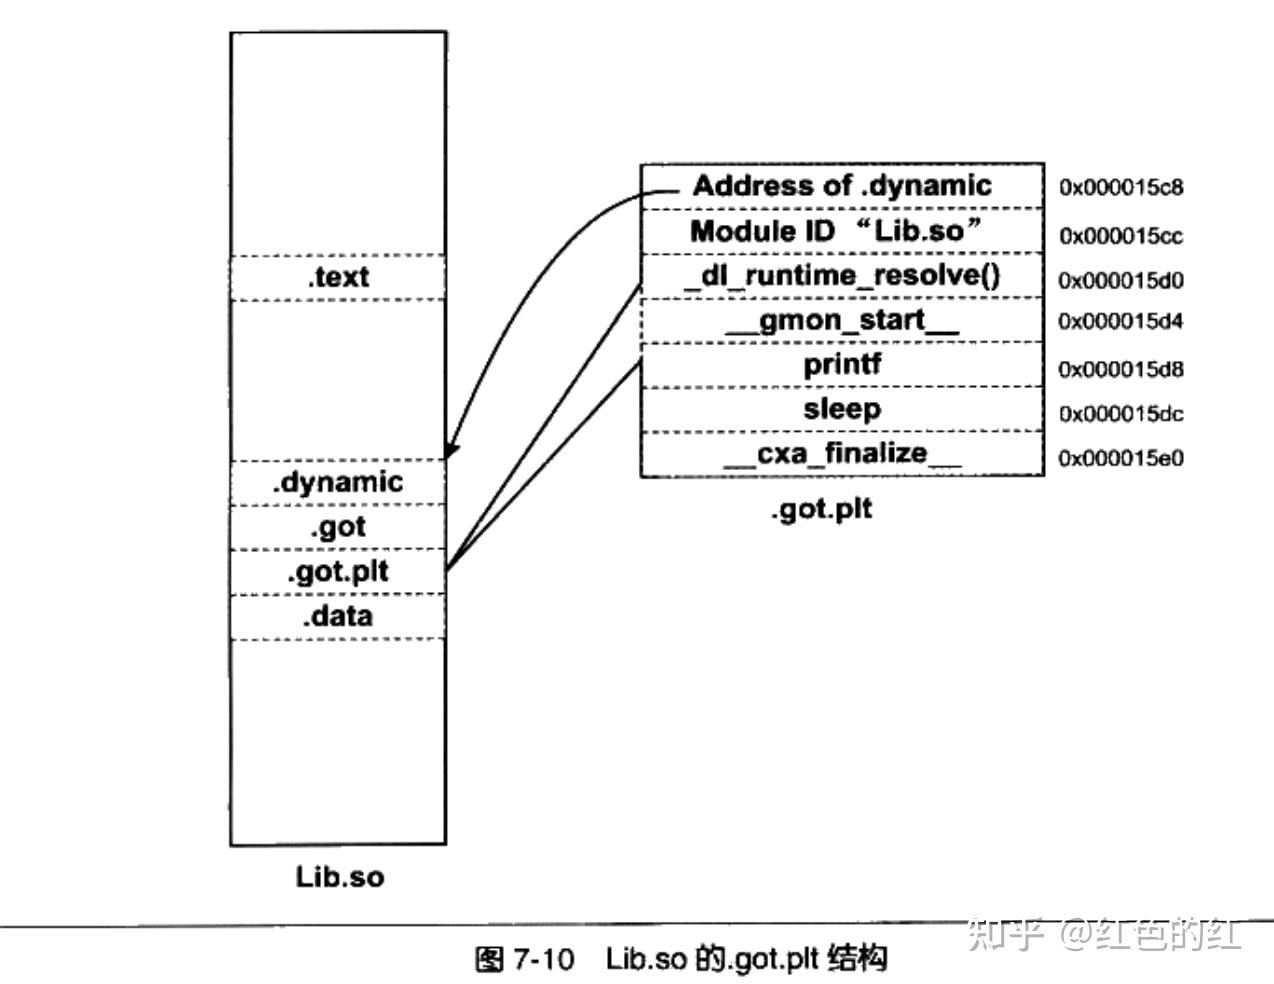 .text
.dynamic
.got
.got.plt
.data
Lib.so
Address of .dynamic 0x000015c8
Module ID “Lib.so” 0x000015cc
_dl_runtime_resolve() 0x000015d0
__gmon_start__ 0x000015d4
printf 0x000015d8
sleep 0x000015dc
__cxa_finalize__ 0x000015e0
.got.plt
知乎 @红色的红
图 7-10 Lib.so 的.got.plt 结构